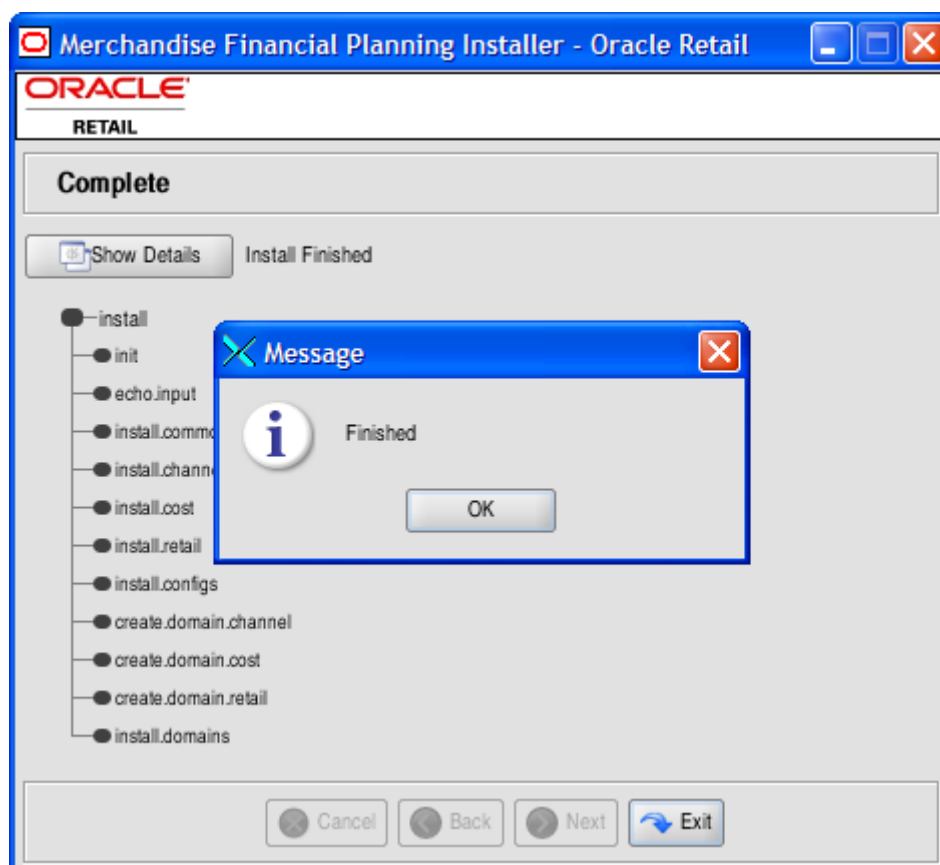 Merchandise Financial Planning Installer - Oracle Retail
ORACLE
RETAIL
Complete
Show Details
Install Finished
install
init
echo.input
install.commo
install.chann
install.cost
install.retail
install.configs
create.domain.channel
create.domain.cost
create.domain.retail
install.domains
Message
Finished
OK
Cancel
Back
Next
Exit